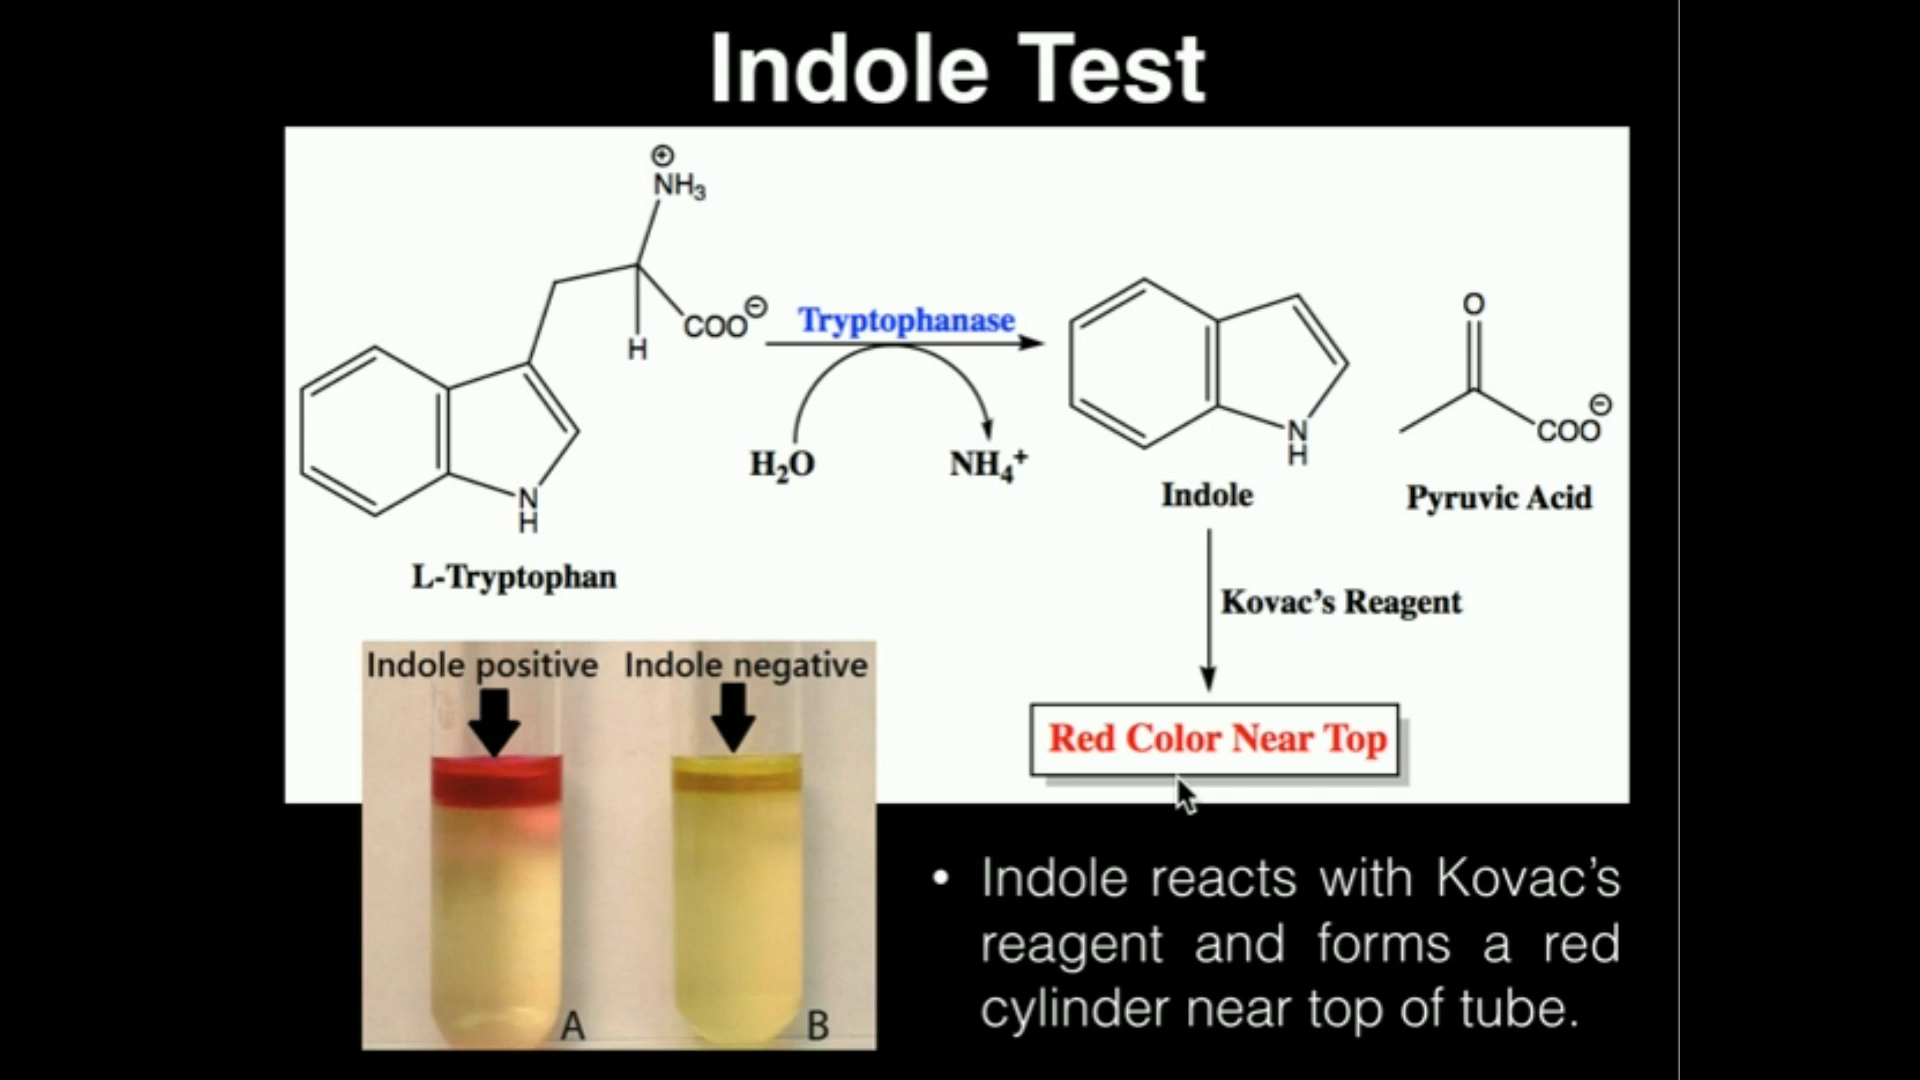 Indole Test
⊕
NH₃
COO⊖
H
N
H
L-Tryptophan
Tryptophanase
H₂O
NH₄⁺
N
H
Indole
O
COO⊖
Pyruvic Acid
Kovac's Reagent
Red Color Near Top
Indole positive
Indole negative
A
B
• Indole reacts with Kovac's
reagent and forms a red
cylinder near top of tube.